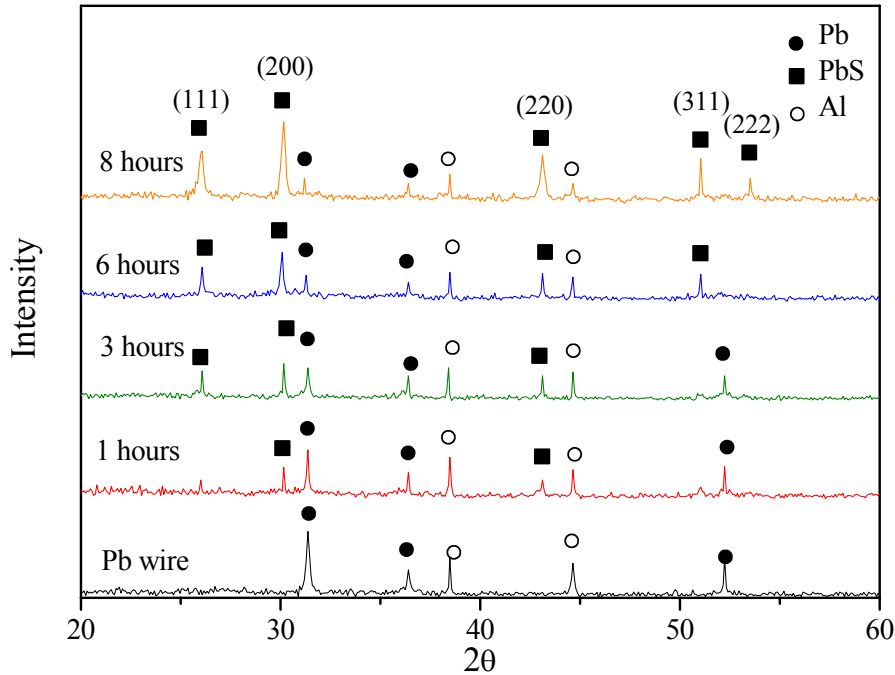 Pb
PbS
Al
(111)
(200)
(220)
(311)
(222)
8 hours
6 hours
3 hours
1 hours
Pb wire
Intensity
20
30
40
50
60
2θ